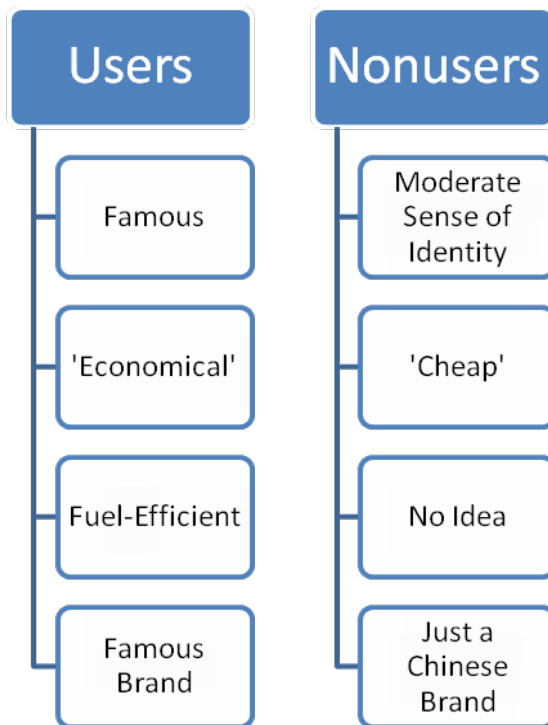 Users
Famous
'Economical'
Fuel-Efficient
Famous
Brand
Nonusers
Moderate
Sense of
Identity
'Cheap'
No Idea
Just a
Chinese
Brand